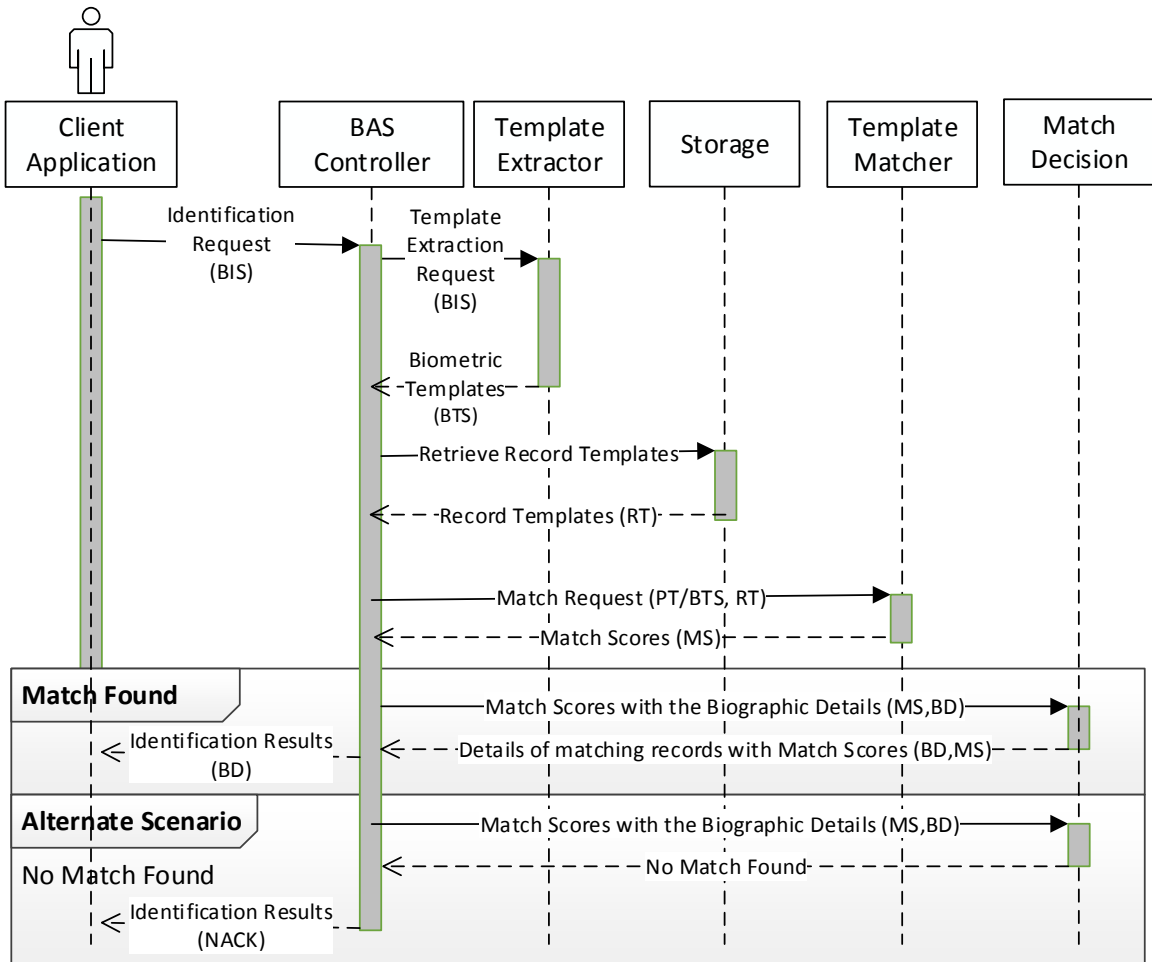 Client
Application
BAS
Controller
Template
Extractor
Storage
Template
Matcher
Match
Decision
Identification
Request
(BIS)
Template
Extraction
Request
(BIS)
Biometric
Templates
(BTS)
Retrieve Record Templates
Record Templates (RT)
Match Request (PT/BTS, RT)
Match Scores (MS)
Match Found
Match Scores with the Biographic Details (MS,BD)
Details of matching records with Match Scores (BD,MS)
Identification Results
(BD)
Alternate Scenario
Match Scores with the Biographic Details (MS,BD)
No Match Found
No Match Found
Identification Results
(NACK)